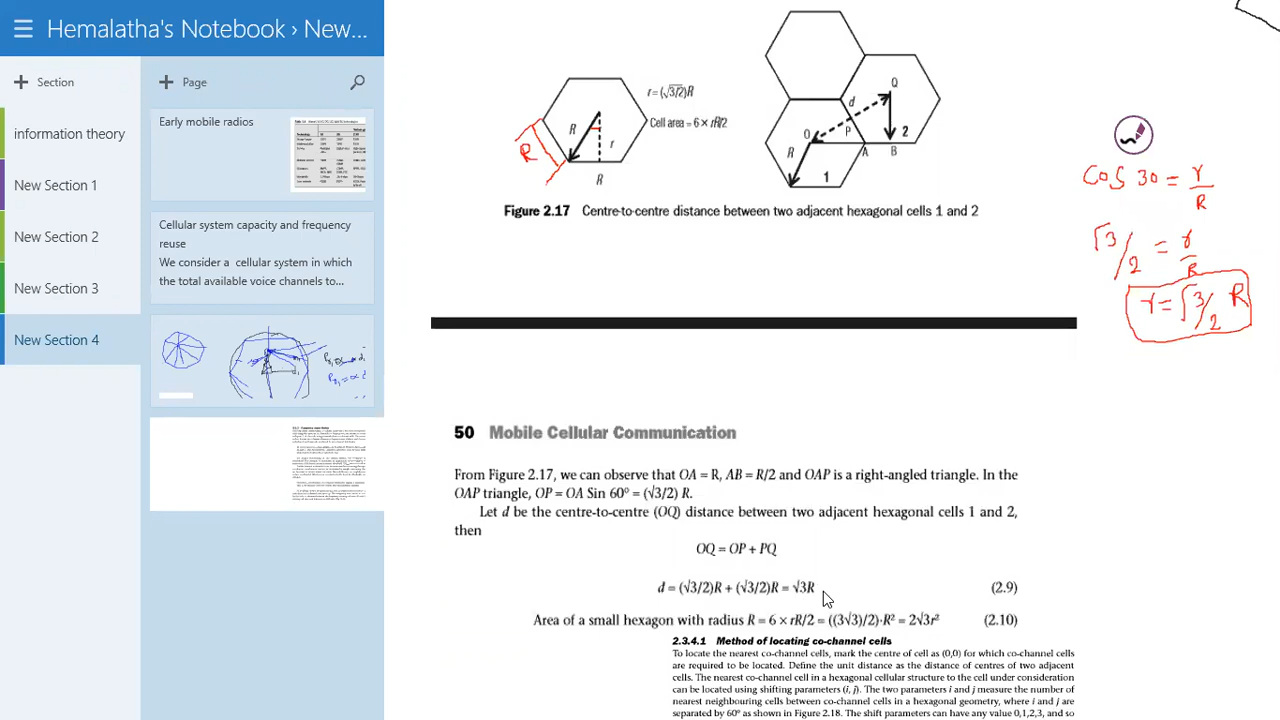 Hemalatha's Notebook › New...
Section
Page
information theory
New Section 1
New Section 2
New Section 3
New Section 4
Early mobile radios
Cellular system capacity and frequency
reuse
We consider a cellular system in which
the total available voice channels to...
r=(√3/2)R
Cell area = 6 × rR/2
R
r
R
R
Q
d
O
P
2
A
B
R
1
Figure 2.17 Centre-to-centre distance between two adjacent hexagonal cells 1 and 2
Cos 30 = r/R
√3/2 = r/R
r = √3/2 R
50 Mobile Cellular Communication
From Figure 2.17, we can observe that OA = R, AB = R/2 and OAP is a right-angled triangle. In the
OAP triangle, OP = OA Sin 60° = (√3/2) R.
Let d be the centre-to-centre (OQ) distance between two adjacent hexagonal cells 1 and 2,
then
OQ = OP + PQ
d = (√3/2)R + (√3/2)R = √3R (2.9)
Area of a small hexagon with radius R = 6 × rR/2 = ((3√3)/2)·R² = 2√3r² (2.10)
2.3.4.1 Method of locating co-channel cells
To locate the nearest co-channel cells, mark the centre of cell as (0,0) for which co-channel cells
are required to be located. Define the unit distance as the distance of centres of two adjacent
cells. The nearest co-channel cell in a hexagonal cellular structure to the cell under consideration
can be located using shifting parameters (i, j). The two parameters i and j measure the number of
nearest neighbouring cells between co-channel cells in a hexagonal geometry, where i and j are
separated by 60° as shown in Figure 2.18. The shift parameters can have any value 0,1,2,3, and so